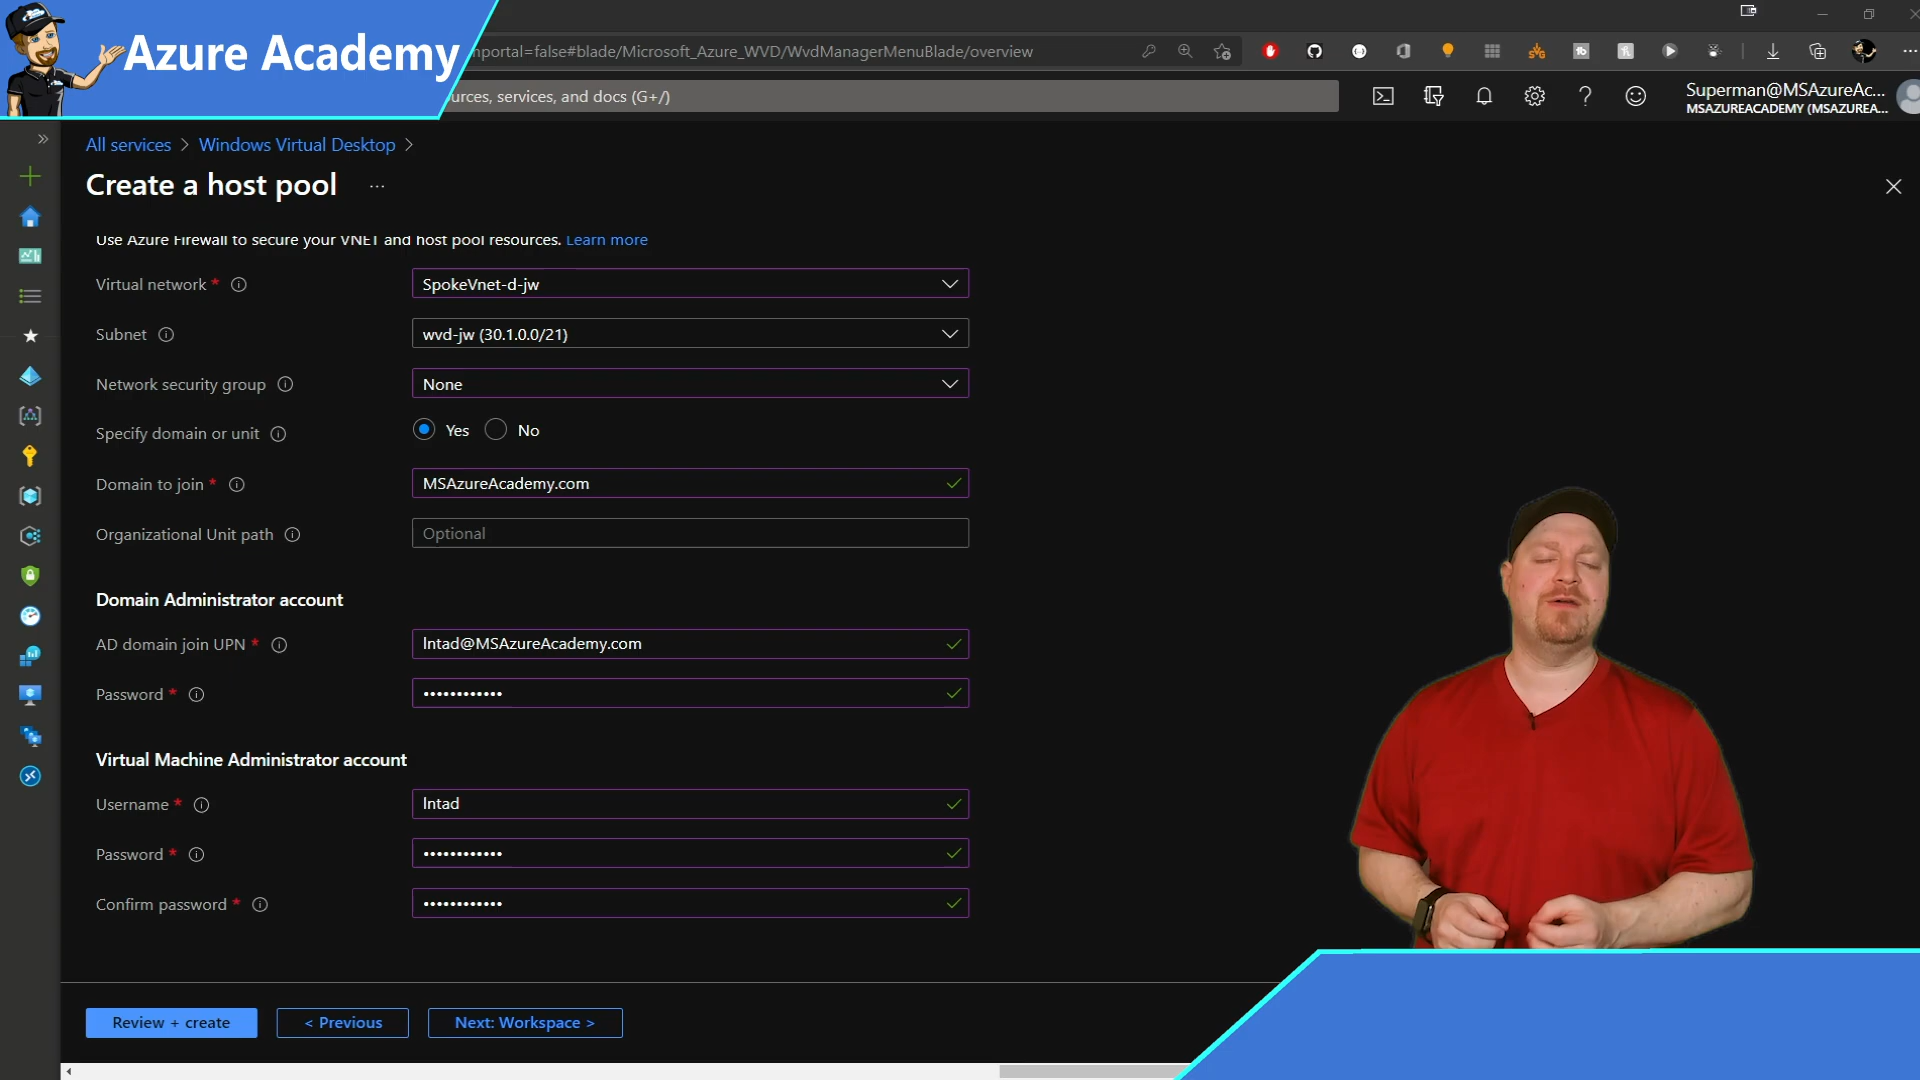 Azure Academy
nportal=false#blade/Microsoft_Azure_WVD/WvdManagerMenuBlade/overview
urces, services, and docs (G+/)
Superman@MSAzureAc...
MSAZUREACADEMY (MSAZUREA...
All services > Windows Virtual Desktop >
Create a host pool ...
Use Azure Firewall to secure your VNET and host pool resources. Learn more
Virtual network * SpokeVnet-d-jw
Subnet wvd-jw (30.1.0.0/21)
Network security group None
Specify domain or unit Yes No
Domain to join * MSAzureAcademy.com
Organizational Unit path Optional
Domain Administrator account
AD domain join UPN * lntad@MSAzureAcademy.com
Password * ••••••••••••
Virtual Machine Administrator account
Username * lntad
Password * ••••••••••••
Confirm password * ••••••••••••
Review + create < Previous Next: Workspace >